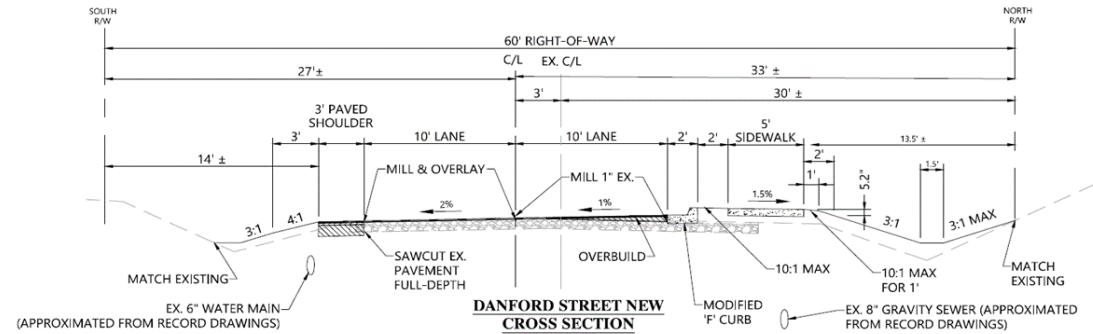 SOUTH
R/W
NORTH
R/W
60' RIGHT-OF-WAY
C/L
EX. C/L
27'±
33' ±
3'
30' ±
3' PAVED
SHOULDER
5'
SIDEWALK
3'
10' LANE
10' LANE
2'
2'
13.5' ±
14' ±
2'
1'
1.5'
5.2"
MILL & OVERLAY
MILL 1" EX.
2%
1%
1.5%
3:1
4:1
3:1
3:1 MAX
MATCH EXISTING
SAWCUT EX.
PAVEMENT
FULL-DEPTH
OVERBUILD
10:1 MAX
10:1 MAX
FOR 1'
MATCH
EXISTING
EX. 6" WATER MAIN
(APPROXIMATED FROM RECORD DRAWINGS)
DANFORD STREET NEW
CROSS SECTION
MODIFIED
'F' CURB
EX. 8" GRAVITY SEWER (APPROXIMATED
FROM RECORD DRAWINGS)